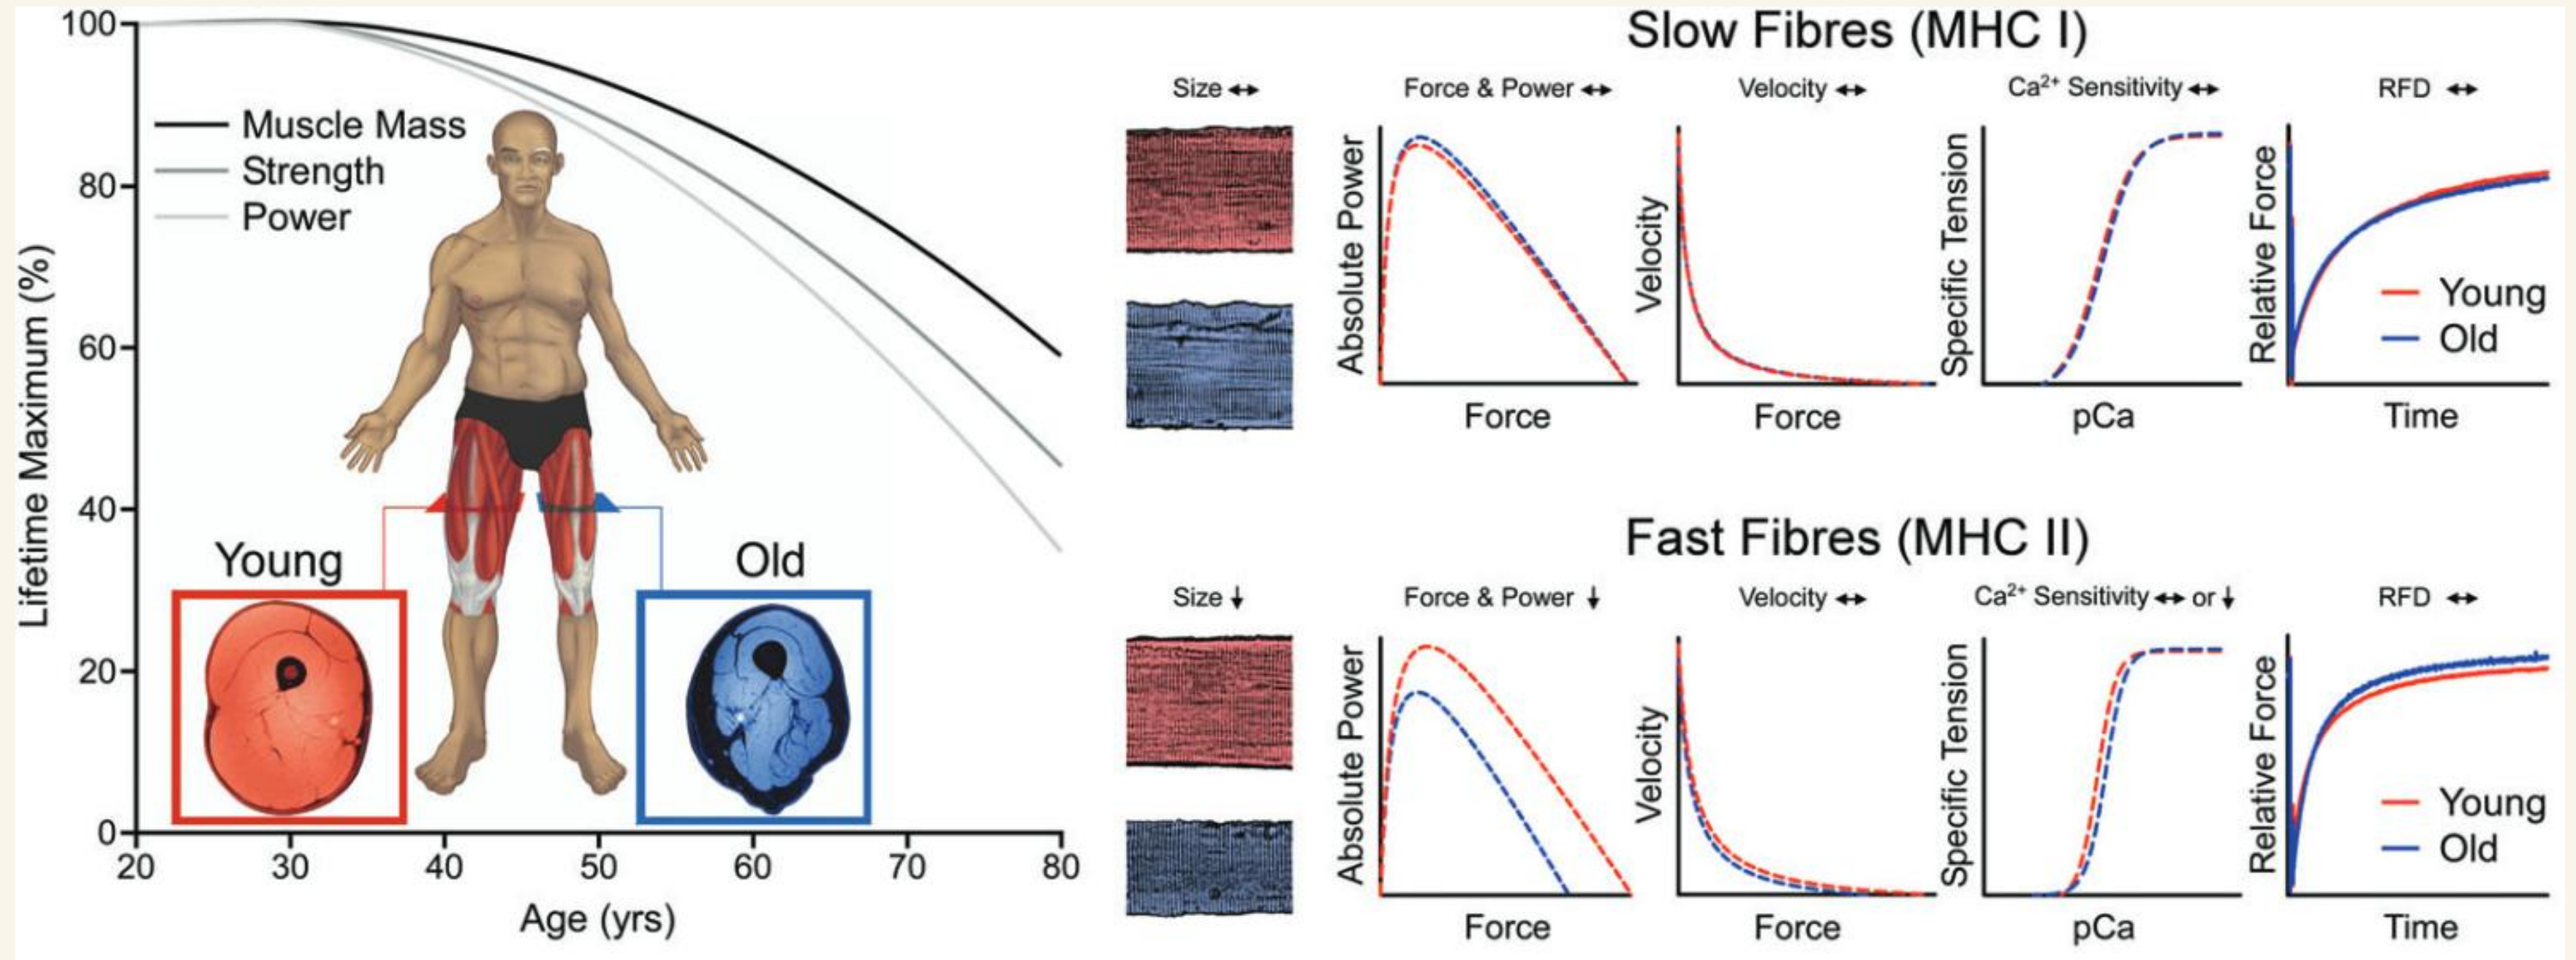 100
80
60
40
20
0
Lifetime Maximum (%)
Muscle Mass
Strength
Power
Young
Old
20 30 40 50 60 70 80
Age (yrs)
Slow Fibres (MHC I)
Size ↔
Force & Power ↔
Velocity ↔
Ca²⁺ Sensitivity ↔
RFD ↔
Absolute Power
Force
Velocity
Force
Specific Tension
pCa
Relative Force
Young
Old
Time
Fast Fibres (MHC II)
Size ↓
Force & Power ↓
Velocity ↔
Ca²⁺ Sensitivity ↔ or ↓
RFD ↔
Absolute Power
Force
Velocity
Force
Specific Tension
pCa
Relative Force
Young
Old
Time